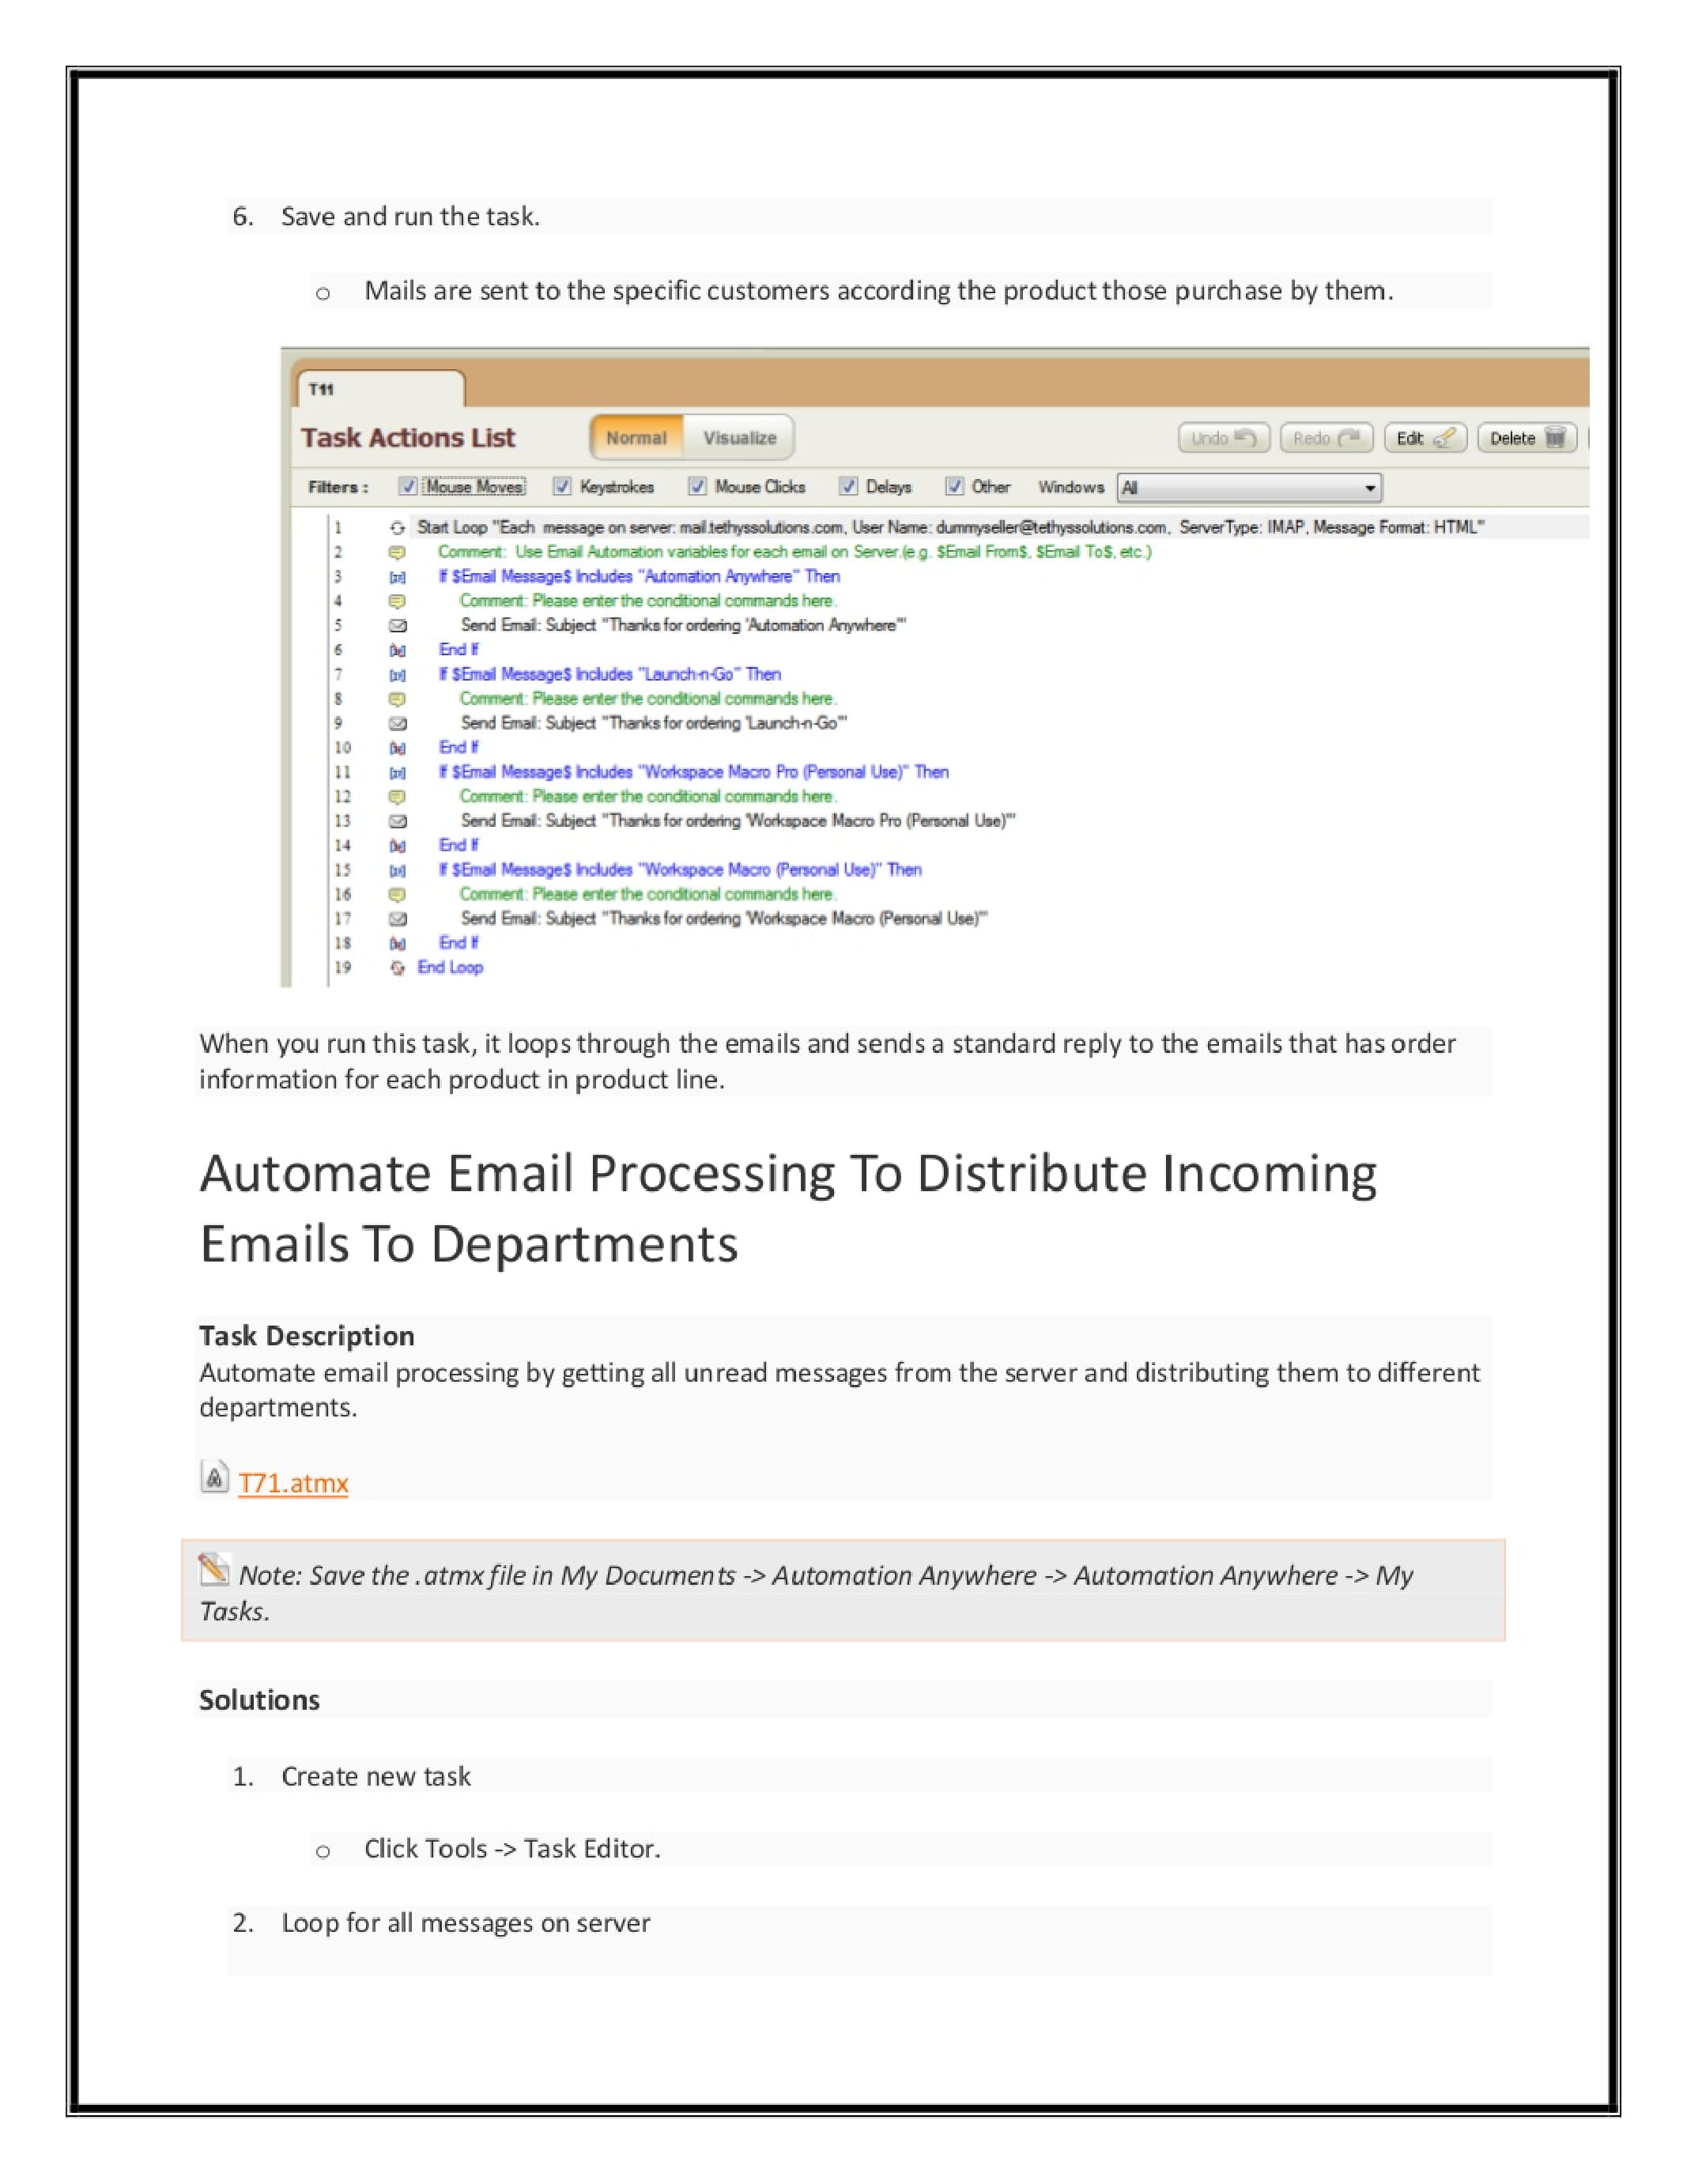 6. Save and run the task.
o Mails are sent to the specific customers according the product those purchase by them.
T11
Task Actions List Normal Visualize Undo Redo Edit Delete
Filters : Mouse Moves Keystrokes Mouse Clicks Delays Other Windows All
1 Start Loop "Each message on server: mail.tethyssolutions.com, User Name: dummyseller@tethyssolutions.com, ServerType: IMAP, Message Format: HTML"
2 Comment: Use Email Automation variables for each email on Server.(e.g. $Email From$, $Email To$, etc.)
3 If $Email Message$ Includes "Automation Anywhere" Then
4 Comment: Please enter the conditional commands here.
5 Send Email: Subject "Thanks for ordering 'Automation Anywhere'"
6 End If
7 If $Email Message$ Includes "Launch-n-Go" Then
8 Comment: Please enter the conditional commands here.
9 Send Email: Subject "Thanks for ordering 'Launch-n-Go'"
10 End If
11 If $Email Message$ Includes "Workspace Macro Pro (Personal Use)" Then
12 Comment: Please enter the conditional commands here.
13 Send Email: Subject "Thanks for ordering 'Workspace Macro Pro (Personal Use)'"
14 End If
15 If $Email Message$ Includes "Workspace Macro (Personal Use)" Then
16 Comment: Please enter the conditional commands here.
17 Send Email: Subject "Thanks for ordering 'Workspace Macro (Personal Use)'"
18 End If
19 End Loop
When you run this task, it loops through the emails and sends a standard reply to the emails that has order
information for each product in product line.
Automate Email Processing To Distribute Incoming
Emails To Departments
Task Description
Automate email processing by getting all unread messages from the server and distributing them to different
departments.
T71.atmx
Note: Save the .atmx file in My Documents -> Automation Anywhere -> Automation Anywhere -> My
Tasks.
Solutions
1. Create new task
o Click Tools -> Task Editor.
2. Loop for all messages on server